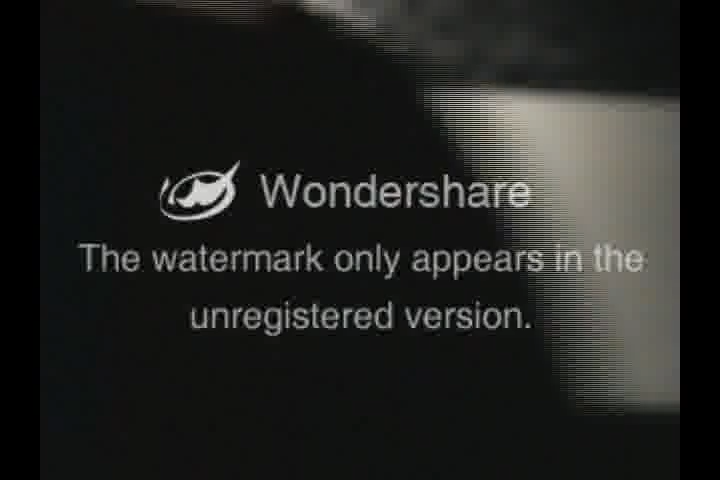 Wondershare
The watermark only appears in the
unregistered version.